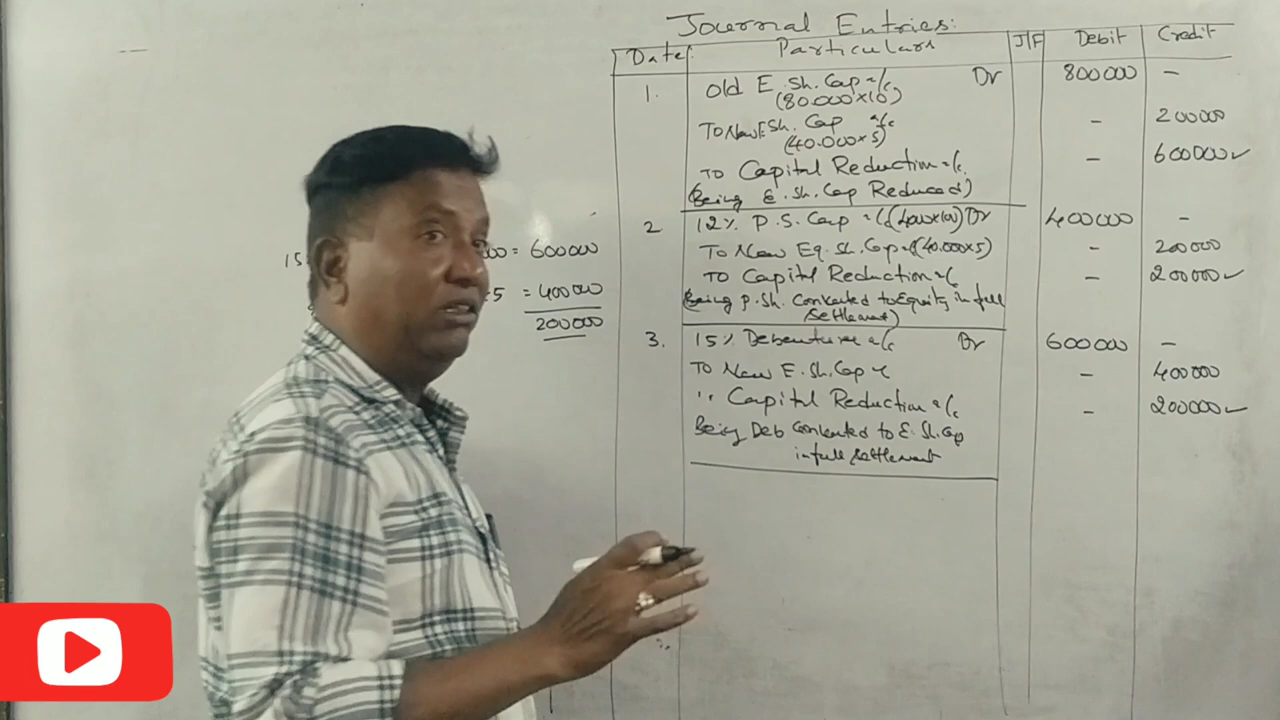 Journal Entries:
Date Particulars J/F Debit Credit
1. Old E. Sh. Cap a/c Dr 800000 –
(80.000×10)
To New E Sh. Cap a/c – 200000
(40.000×5)
To Capital Reduction a/c. – 600000 ✓
(Being E. Sh. Cap Reduced)
2 12% P. S. Cap a/c (4000×100) Dr 400000 –
To New Eq. Sh. Cap a/c (40.000×5) – 200000
To Capital Reduction a/c – 200000 ✓
(Being P. Sh. Converted to Equity in full
Settlement)
3. 15% Debenture a/c Dr 600000 –
To New E. Sh. Cap – 400000
" Capital Reduction a/c – 200000 ✓
Being Deb Converted to E. Sh. Cap
in full settlement
15 = 600000
5 = 400000
200000